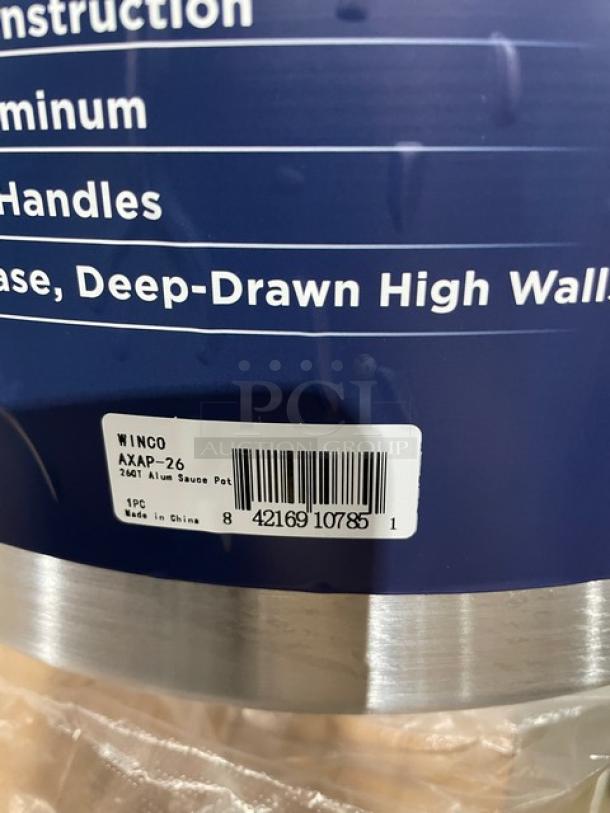 nstruction
minum
Handles
ase, Deep-Drawn High Walls
PCI
AUCTION GROUP
WINCO
AXAP-26
26QT Alum Sauce Pot
1PC
Made in China
8 42169 10785 1